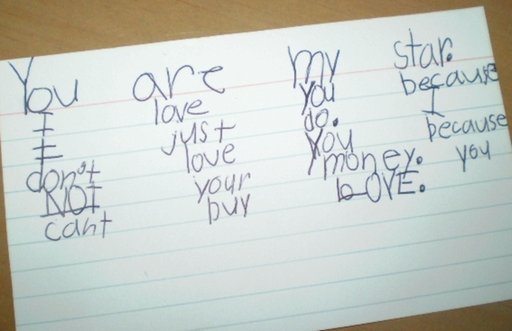 You are my star.
I love you because
I just do. I
don't love you because
NOT your money. you
cant buy LOVE.